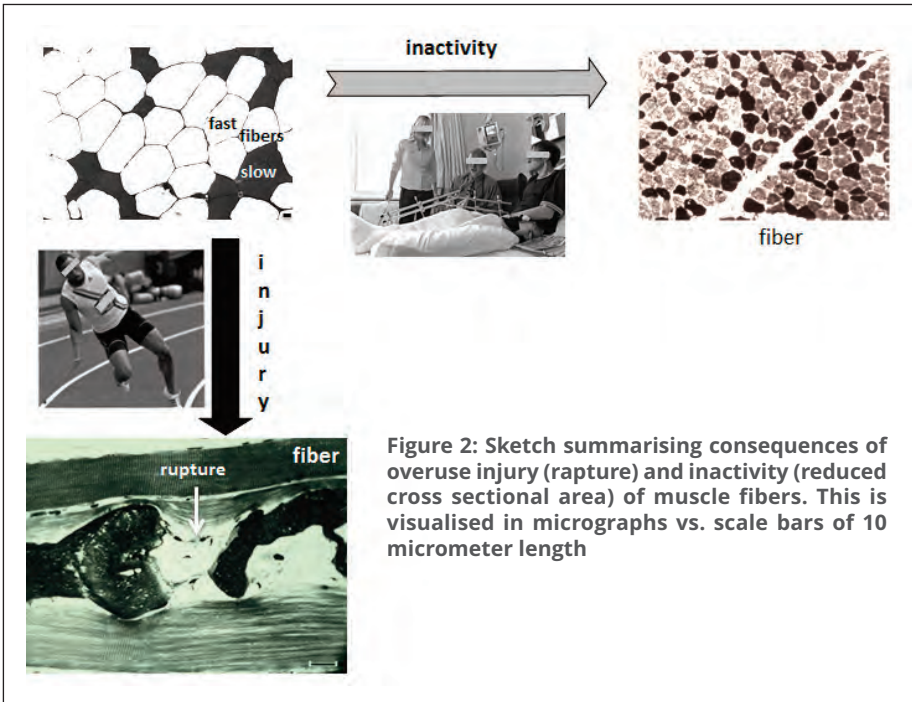 inactivity
fast
fibers
slow
fiber
i
n
j
u
r
y
fiber
rupture
Figure 2: Sketch summarising consequences of
overuse injury (rapture) and inactivity (reduced
cross sectional area) of muscle fibers. This is
visualised in micrographs vs. scale bars of 10
micrometer length